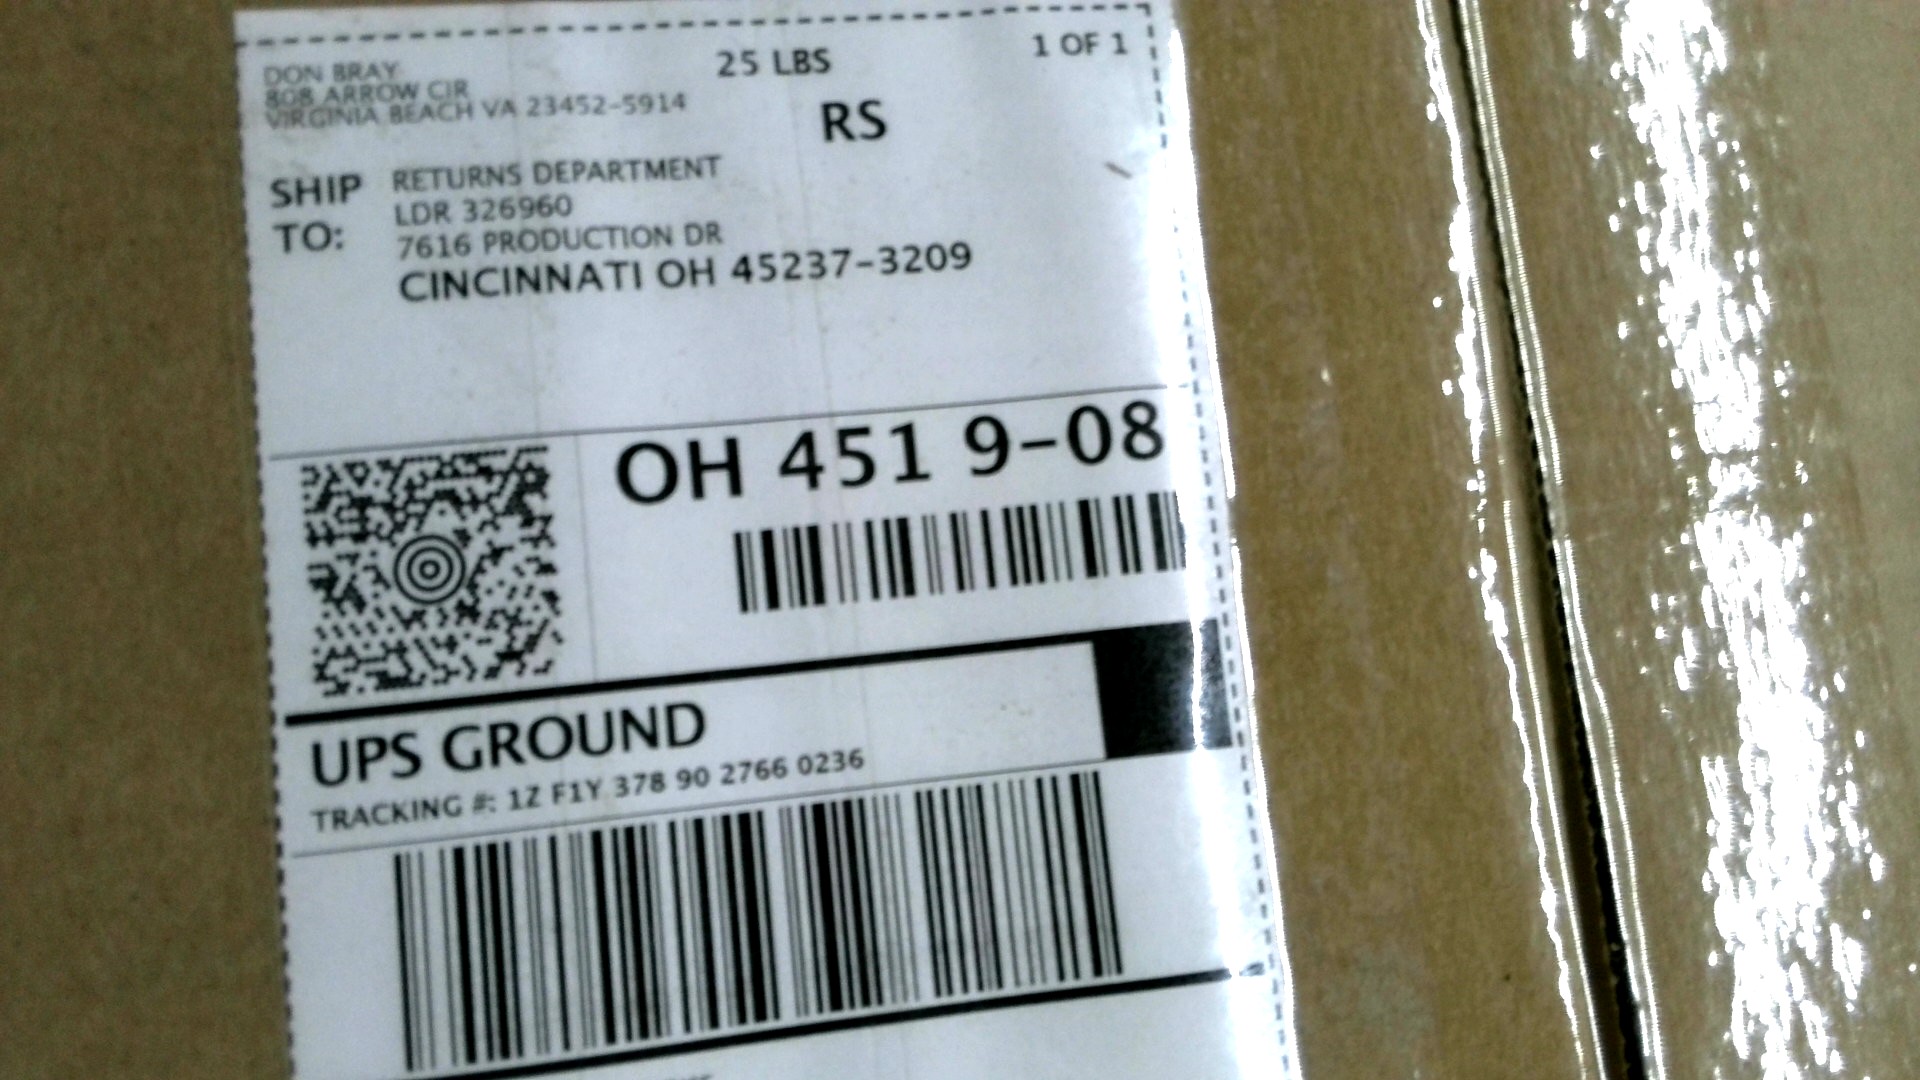 DON BRAY
808 ARROW CIR
VIRGINIA BEACH VA 23452-5914
25 LBS
1 OF 1
RS
SHIP TO:
RETURNS DEPARTMENT
LDR 326960
7616 PRODUCTION DR
CINCINNATI OH 45237-3209
OH 451 9-08
UPS GROUND
TRACKING #: 1Z F1Y 378 90 2766 0236